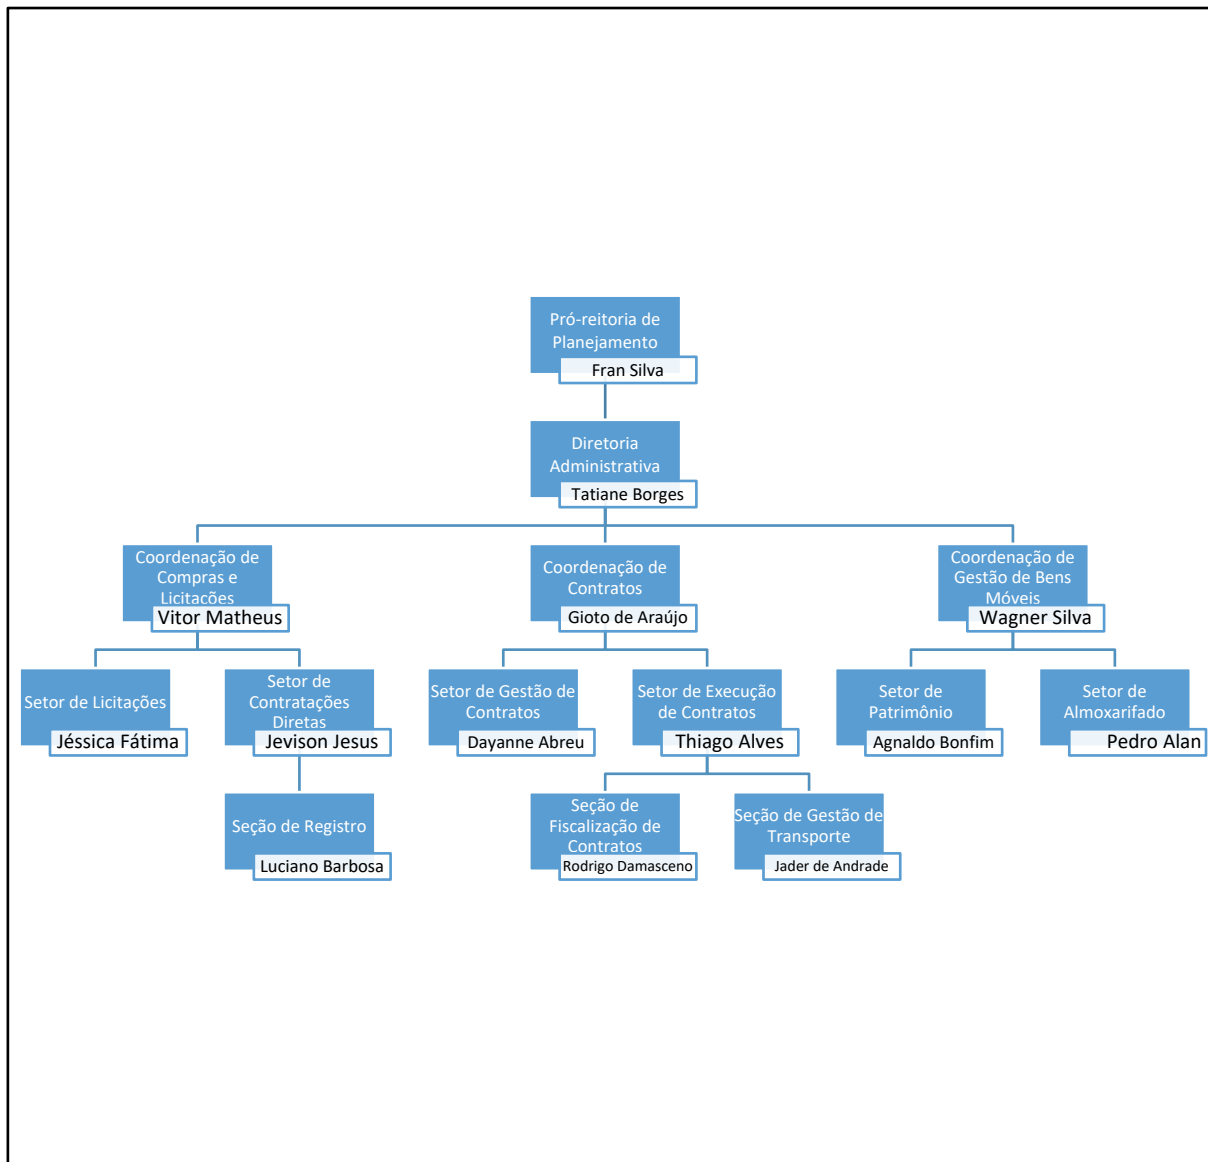 Pró-reitoria de
Planejamento
Fran Silva
Diretoria
Administrativa
Tatiane Borges
Coordenação de
Compras e
Licitações
Vitor Matheus
Coordenação de
Contratos
Gioto de Araújo
Coordenação de
Gestão de Bens
Móveis
Wagner Silva
Setor de Licitações
Jéssica Fátima
Setor de
Contratações
Diretas
Jevison Jesus
Setor de Gestão de
Contratos
Dayanne Abreu
Setor de Execução
de Contratos
Thiago Alves
Setor de
Patrimônio
Agnaldo Bonfim
Setor de
Almoxarifado
Pedro Alan
Seção de Registro
Luciano Barbosa
Seção de
Fiscalização de
Contratos
Rodrigo Damasceno
Seção de Gestão de
Transporte
Jader de Andrade